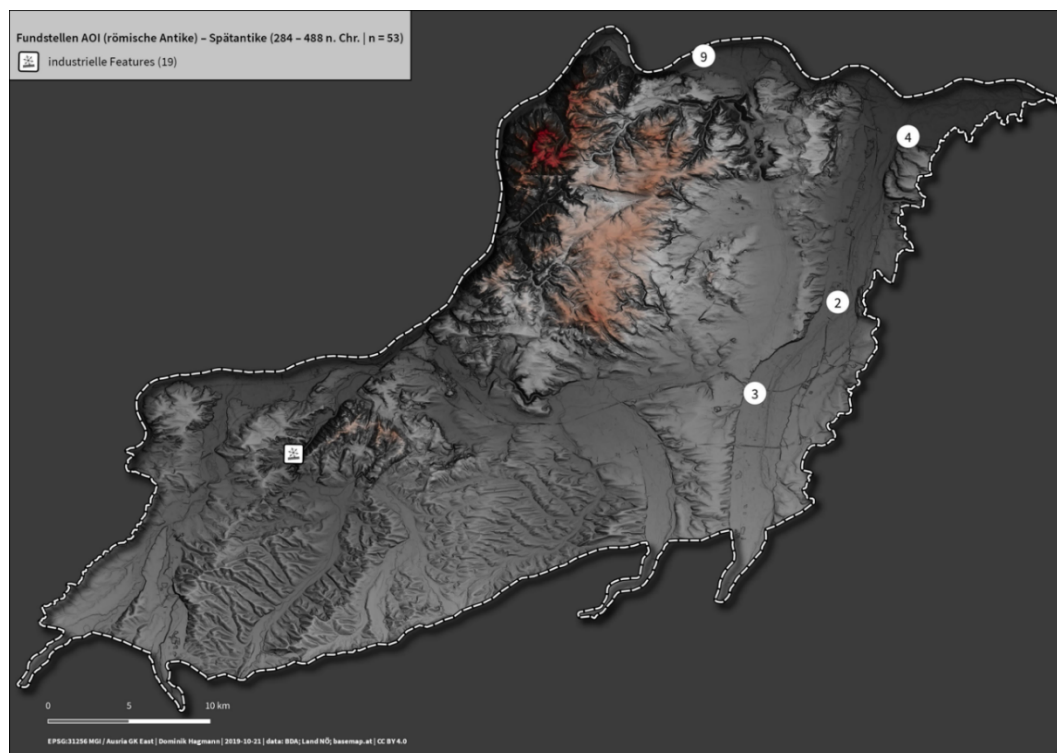 Fundstellen AOI (römische Antike) – Spätantike (284 – 488 n. Chr. | n = 53)
industrielle Features (19)
9
4
2
3
0 5 10 km
EPSG:31256 MGI / Ausria GK East | Dominik Hagmann | 2019-10-21 | data: BDA; Land NÖ; basemap.at | CC BY 4.0